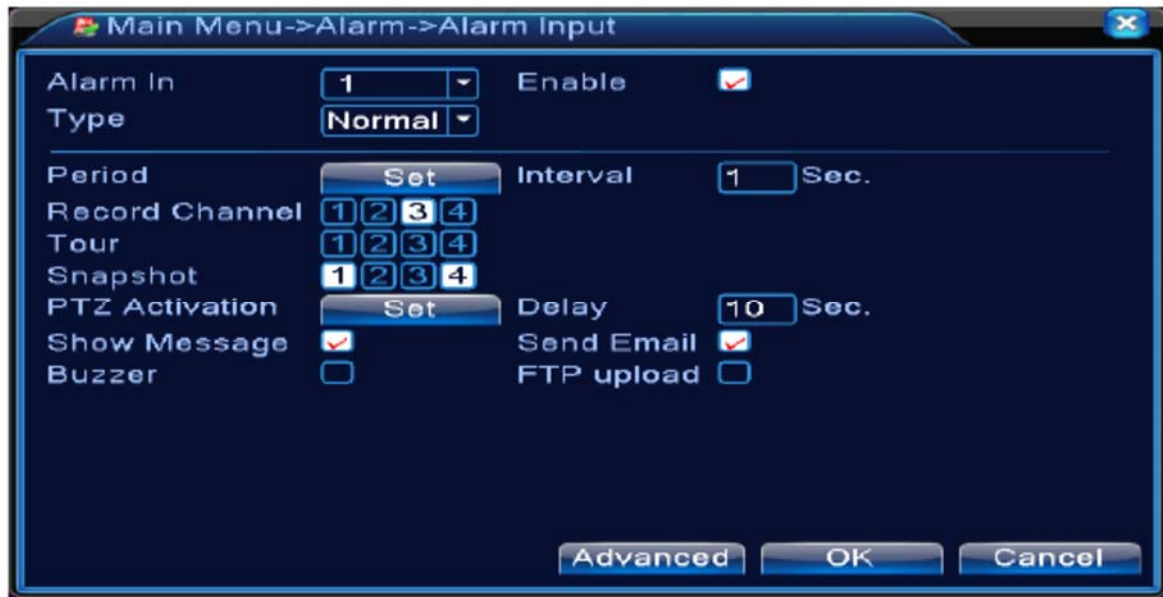 Main Menu->Alarm->Alarm Input
Alarm In 1 Enable
Type Normal
Period Set Interval 1 Sec.
Record Channel 1 2 3 4
Tour 1 2 3 4
Snapshot 1 2 3 4
PTZ Activation Set Delay 10 Sec.
Show Message Send Email
Buzzer FTP upload
Advanced OK Cancel